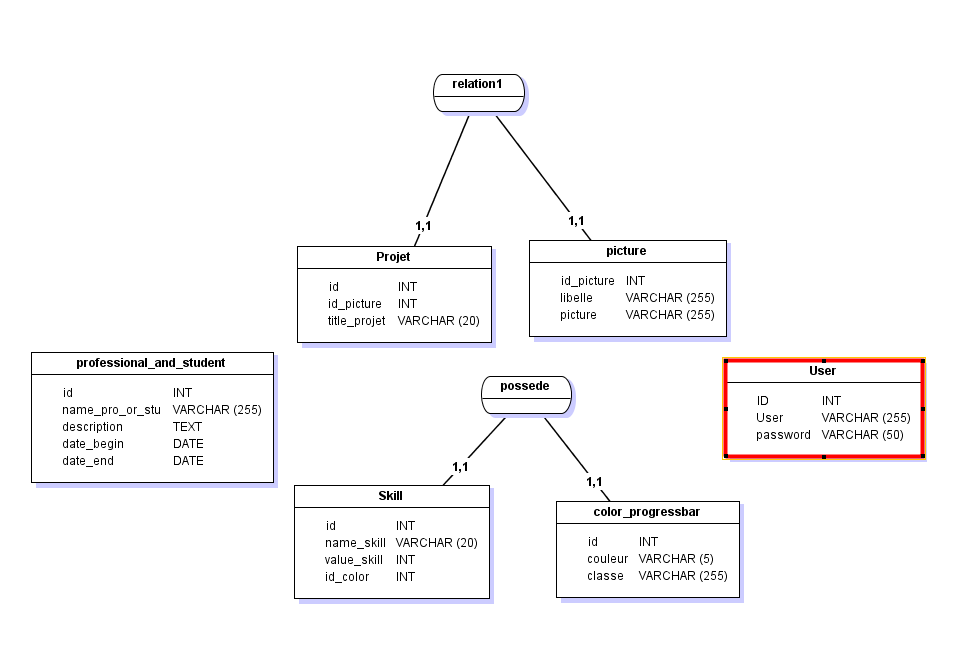 relation1
1,1
1,1
Projet
id INT
id_picture INT
title_projet VARCHAR (20)
picture
id_picture INT
libelle VARCHAR (255)
picture VARCHAR (255)
professional_and_student
id INT
name_pro_or_stu VARCHAR (255)
description TEXT
date_begin DATE
date_end DATE
possede
1,1
1,1
User
ID INT
User VARCHAR (255)
password VARCHAR (50)
Skill
id INT
name_skill VARCHAR (20)
value_skill INT
id_color INT
color_progressbar
id INT
couleur VARCHAR (5)
classe VARCHAR (255)